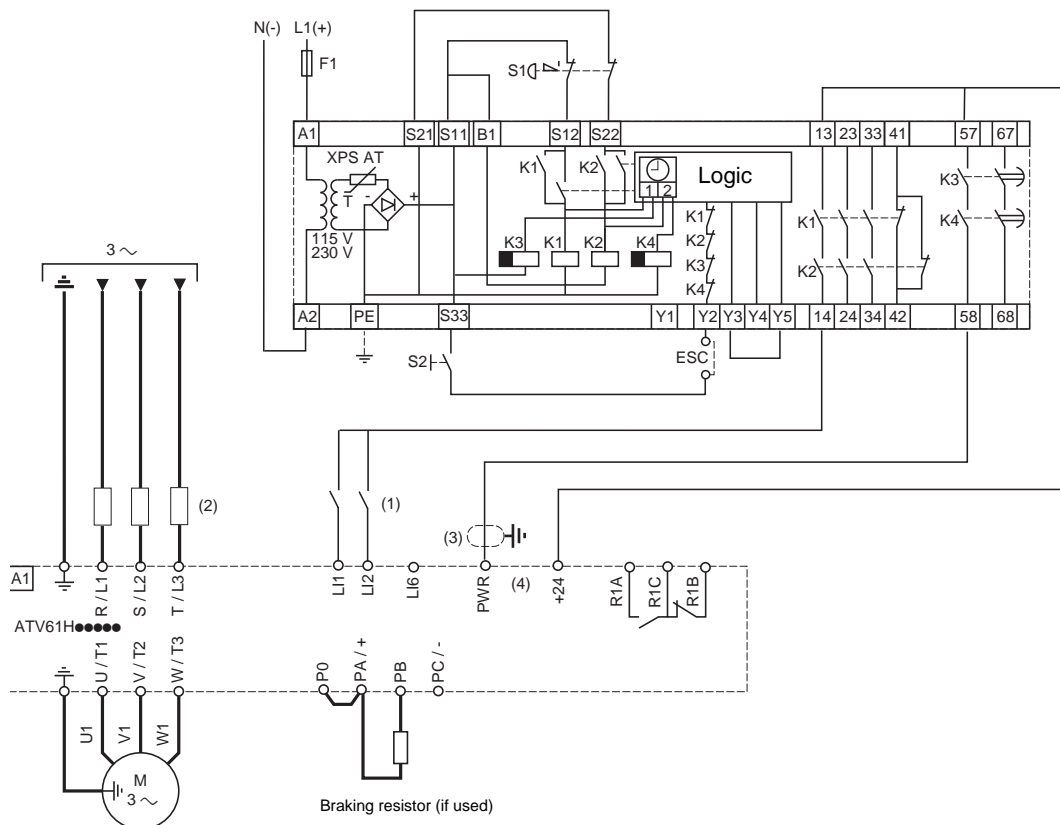 N(-) L1(+)
F1
S1
A1 S21 S11 B1 S12 S22 13 23 33 41 57 67
XPS AT
T - +
115 V
230 V
K1 K2 Logic
1 2
K3 K1 K2 K4
K1
K2
K3
K4
K1
K2
K3
K4
A2 PE S33 Y1 Y2 Y3 Y4 Y5 14 24 34 42 58 68
S2
ESC
3 ~
(2)
(1)
(3)
(4)
A1
R / L1
S / L2
T / L3
LI1
LI2
LI6
PWR
+24
R1A
R1C
R1B
ATV61H●●●●●
U / T1
V / T2
W / T3
P0
PA / +
PB
PC / -
U1
V1
W1
M
3 ~
Braking resistor (if used)